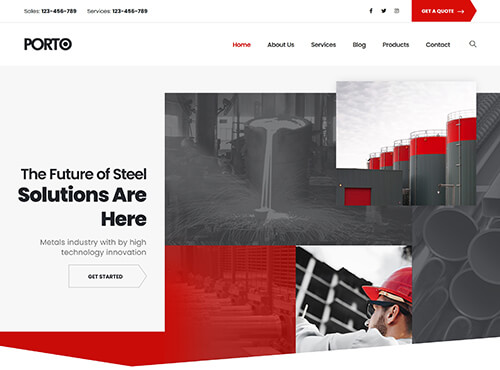 Sales: 123-456-789 Services: 123-456-789 GET A QUOTE
PORTO Home About Us Services Blog Products Contact
The Future of Steel
Solutions Are
Here
Metals industry with by high
technology innovation
GET STARTED